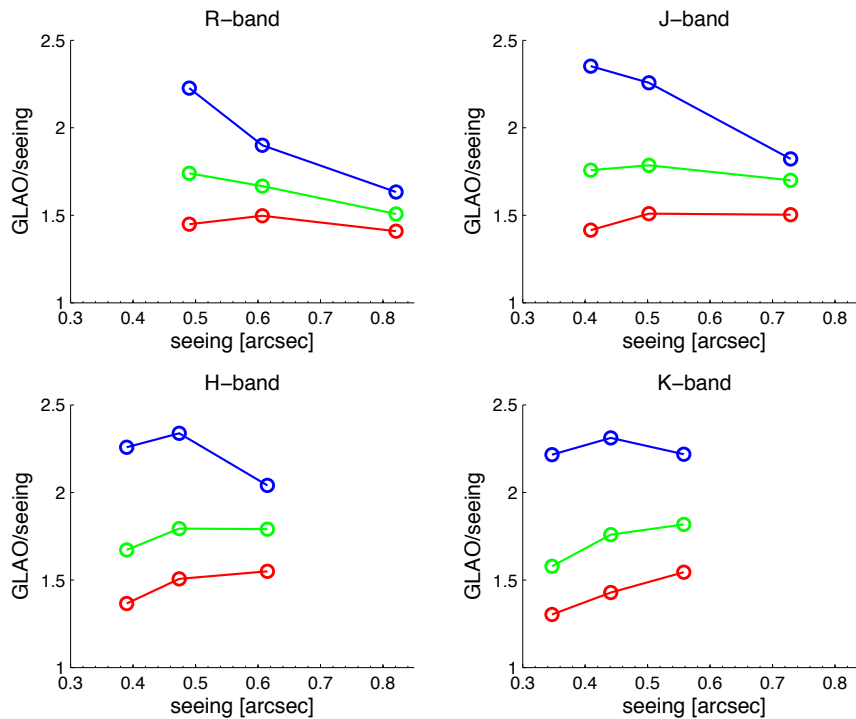 R−band
2.5
2
1.5
1
GLAO/seeing
0.3 0.4 0.5 0.6 0.7 0.8
seeing [arcsec]
J−band
2.5
2
1.5
1
GLAO/seeing
0.3 0.4 0.5 0.6 0.7 0.8
seeing [arcsec]
H−band
2.5
2
1.5
1
GLAO/seeing
0.3 0.4 0.5 0.6 0.7 0.8
seeing [arcsec]
K−band
2.5
2
1.5
1
GLAO/seeing
0.3 0.4 0.5 0.6 0.7 0.8
seeing [arcsec]